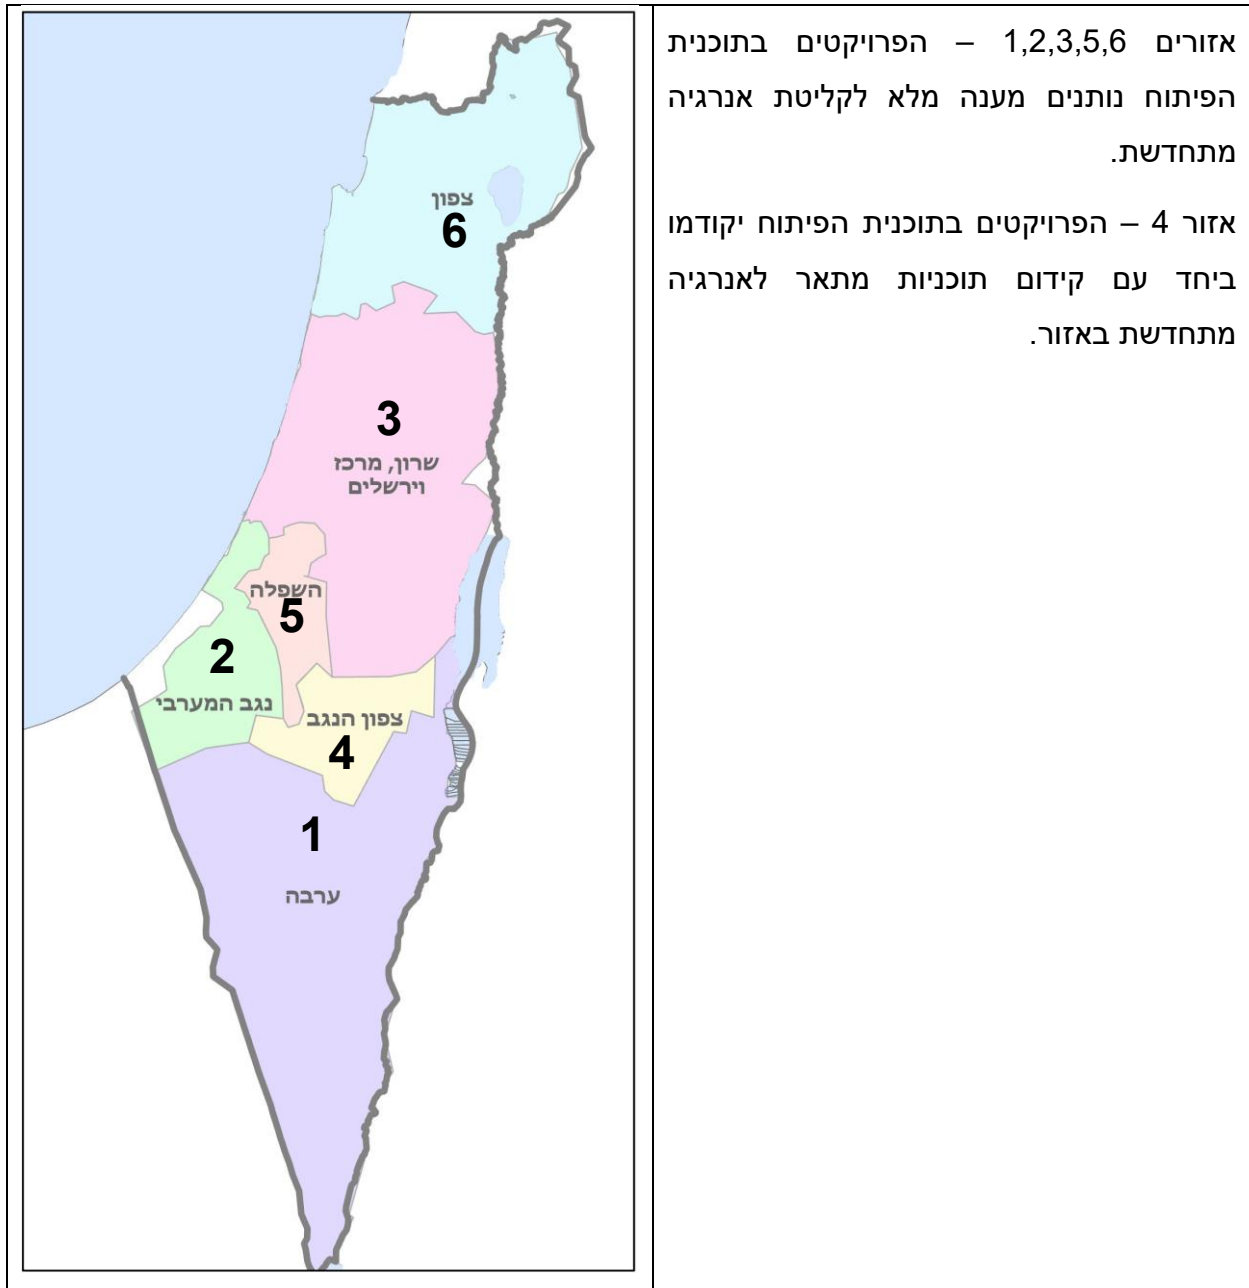 אזורים 1,2,3,5,6 – הפרויקטים בתוכנית
הפיתוח נותנים מענה מלא לקליטת אנרגיה
מתחדשת.
אזור 4 – הפרויקטים בתוכנית הפיתוח יקודמו
ביחד עם קידום תוכניות מתאר לאנרגיה
מתחדשת באזור.
צפון
6
3
שרון, מרכז
וירשלים
השפלה
5
2
נגב המערבי
צפון הנגב
4
1
ערבה